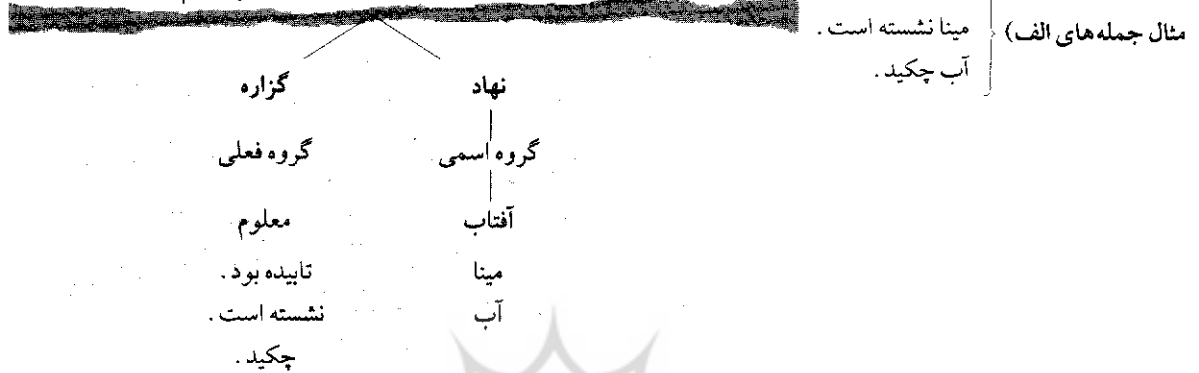 مثال جمله‌های الف)
مینا نشسته است .
آب چکید .
نهاد گزاره
گروه اسمی گروه فعلی
آفتاب معلوم
مینا تابیده بود .
آب نشسته است .
چکید .